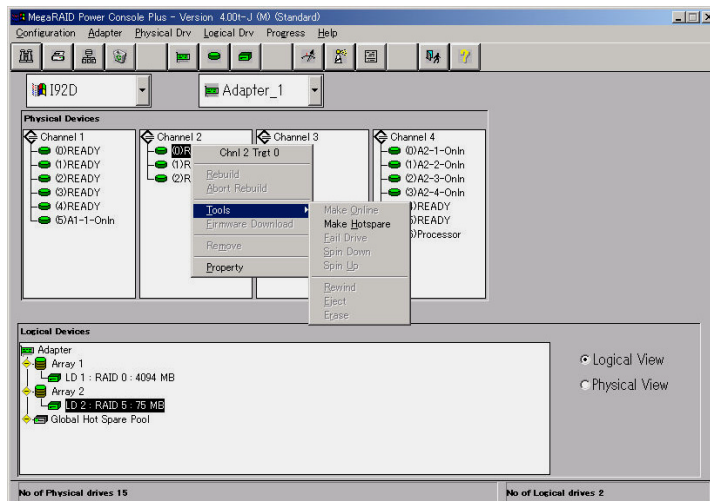 MegaRAID Power Console Plus - Version 4.00t-J (M) (Standard)
Configuration Adapter Physical Drv Logical Drv Progress Help
I92D
Adapter_1
Physical Devices
Channel 1
(0)READY
(1)READY
(2)READY
(3)READY
(4)READY
(5)A1-1-Onln
Channel 2
(0)R
(1)R
(2)R
Chnl 2 Trgt 0
Rebuild
Abort Rebuild
Tools
Firmware Download
Remove
Property
Make Online
Make Hotspare
Fail Drive
Spin Down
Spin Up
Rewind
Eject
Erase
Channel 3
Channel 4
(0)A2-1-Onln
(1)A2-2-Onln
(2)A2-3-Onln
(3)A2-4-Onln
)READY
)READY
)Processor
Logical Devices
Adapter
Array 1
LD 1 : RAID 0 : 4094 MB
Array 2
LD 2 : RAID 5 : 75 MB
Global Hot Spare Pool
Logical View
Physical View
No of Physical drives 15
No of Logical drives 2